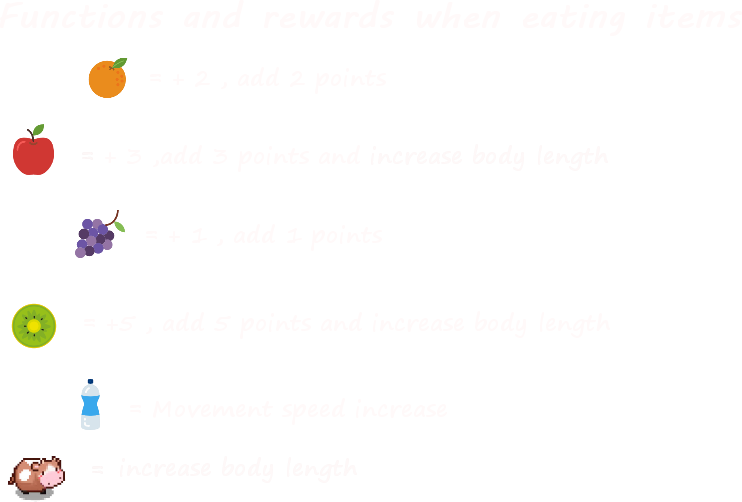 Functions and rewards when eating items
= + 2 , add 2 points
= + 3 ,add 3 points and increase body length
= + 1 , add 1 points
= +5 , add 5 points and increase body length
= Movement speed increase
= increase body length